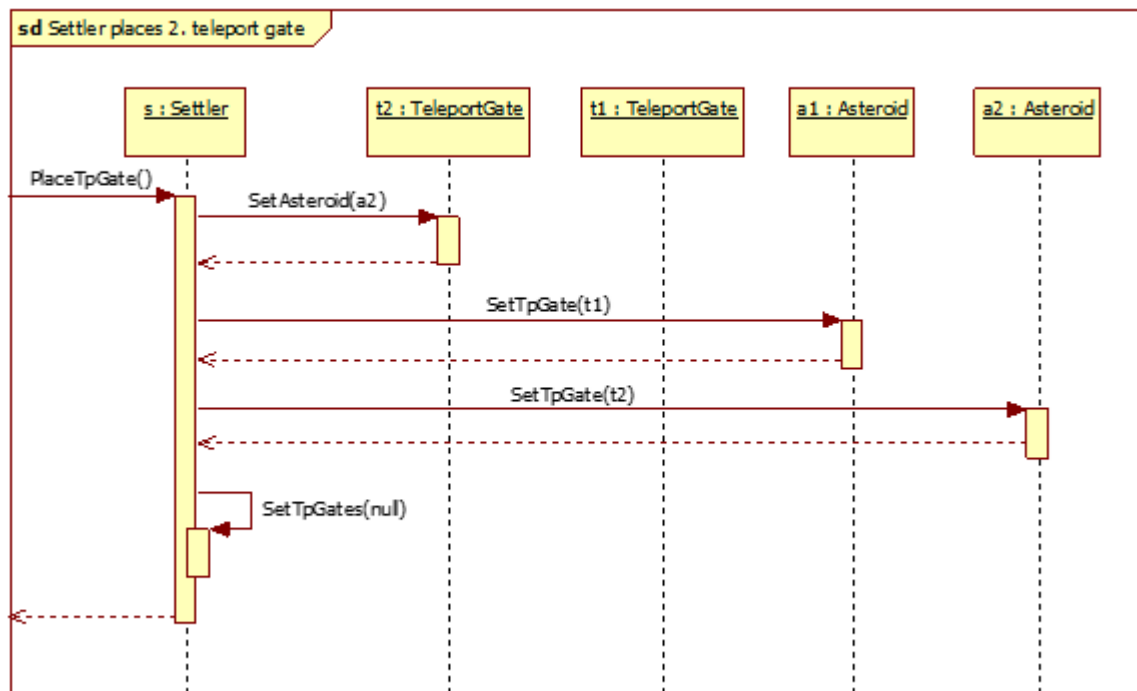 sd Settler places 2. teleport gate
s : Settler
t2 : TeleportGate
t1 : TeleportGate
a1 : Asteroid
a2 : Asteroid
PlaceTpGate()
SetAsteroid(a2)
SetTpGate(t1)
SetTpGate(t2)
SetTpGates(null)